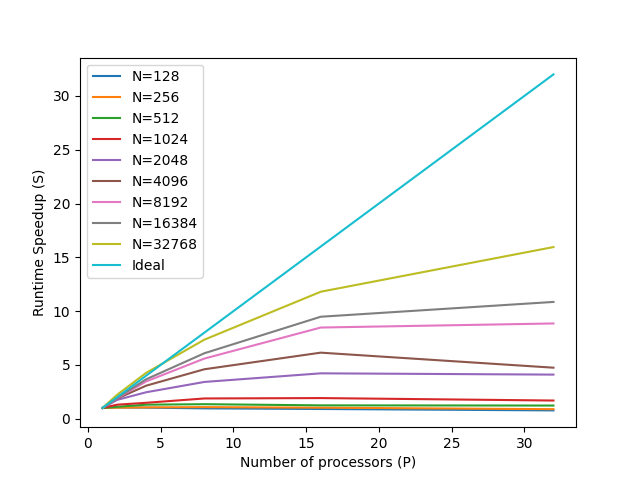 N=128
N=256
N=512
N=1024
N=2048
N=4096
N=8192
N=16384
N=32768
Ideal
Runtime Speedup (S)
30
25
20
15
10
5
0
0 5 10 15 20 25 30
Number of processors (P)